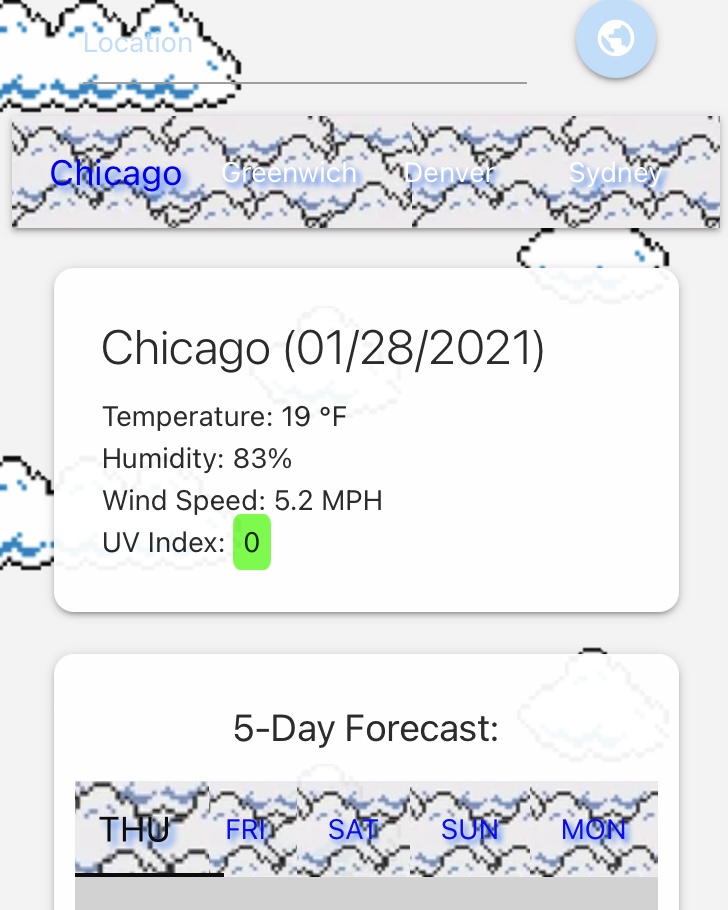 Location
Chicago Greenwich Denver Sydney
Chicago (01/28/2021)
Temperature: 19 °F
Humidity: 83%
Wind Speed: 5.2 MPH
UV Index: 0
5-Day Forecast:
THU FRI SAT SUN MON